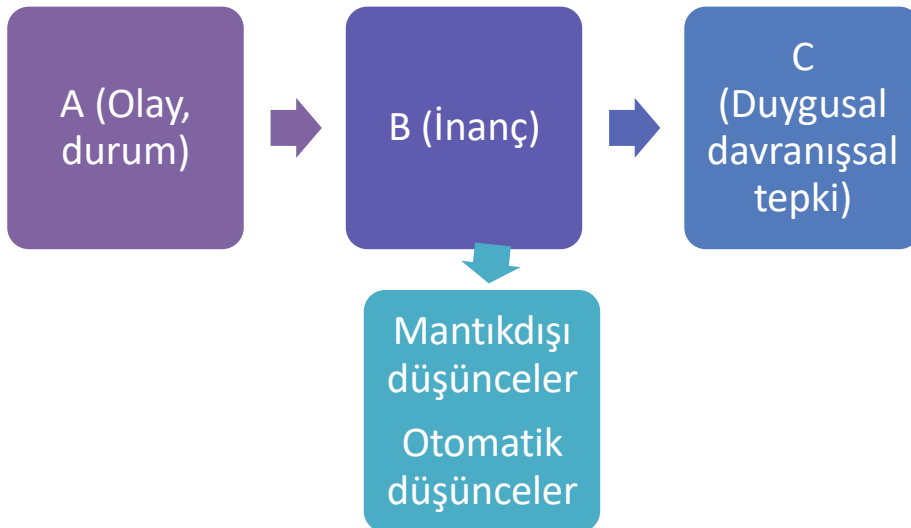 A (Olay,
durum)
B (İnanç)
C
(Duygusal
davranışsal
tepki)
Mantıkdışı
düşünceler
Otomatik
düşünceler